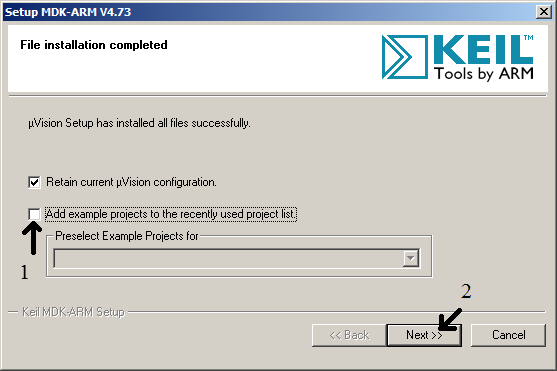 Setup MDK-ARM V4.73
File installation completed
KEIL™
Tools by ARM
µVision Setup has installed all files successfully.
Retain current µVision configuration.
Add example projects to the recently used project list.
1
Preselect Example Projects for
2
Keil MDK-ARM Setup
<< Back
Next >>
Cancel